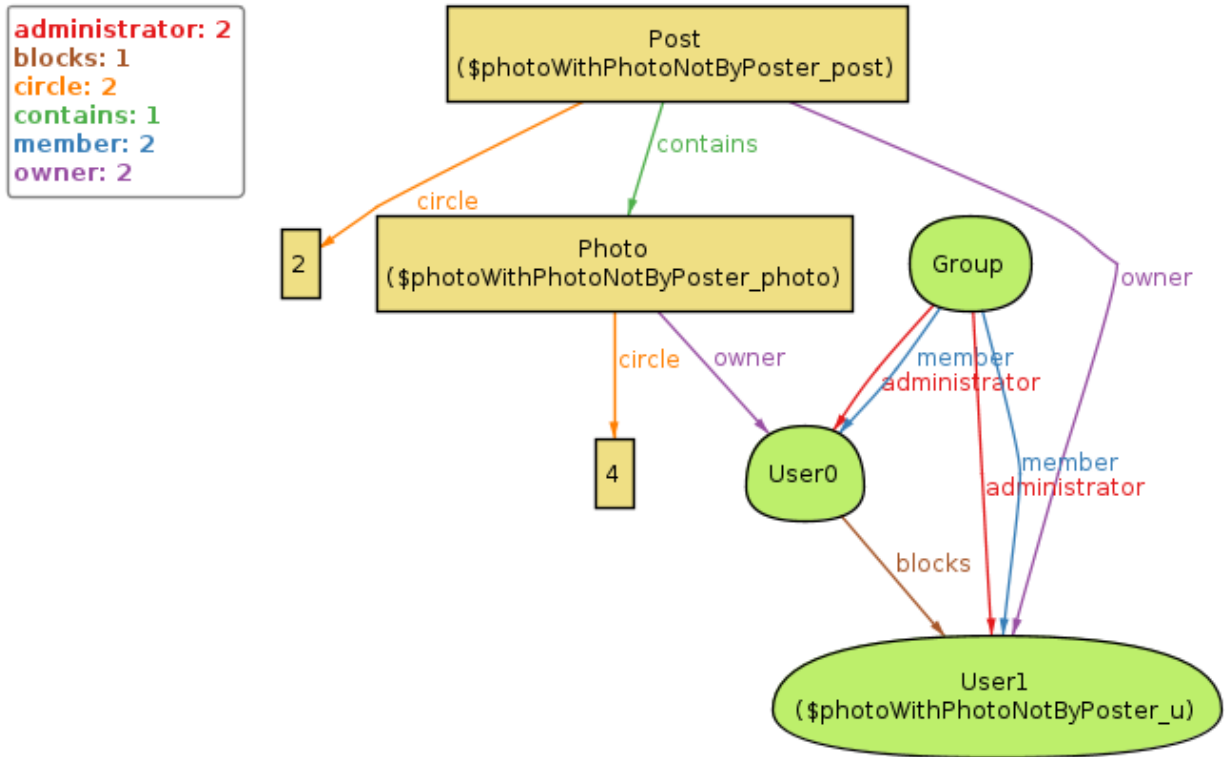 administrator: 2
blocks: 1
circle: 2
contains: 1
member: 2
owner: 2
Post
($photoWithPhotoNotByPoster_post)
contains
circle
2
Photo
($photoWithPhotoNotByPoster_photo)
Group
owner
circle
owner
member
administrator
4
User0
member
administrator
blocks
User1
($photoWithPhotoNotByPoster_u)